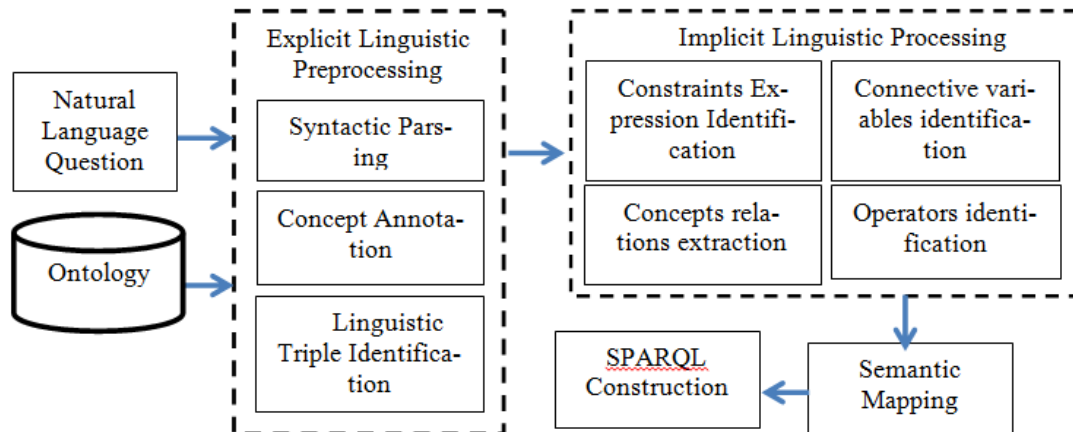 Natural
Language
Question
Ontology
Explicit Linguistic
Preprocessing
Syntactic Pars-
ing
Concept Annota-
tion
Linguistic
Triple Identifica-
tion
Implicit Linguistic Processing
Constraints Ex-
pression Identifi-
cation
Connective vari-
ables identifica-
tion
Concepts rela-
tions extraction
Operators identi-
fication
SPARQL
Construction
Semantic
Mapping